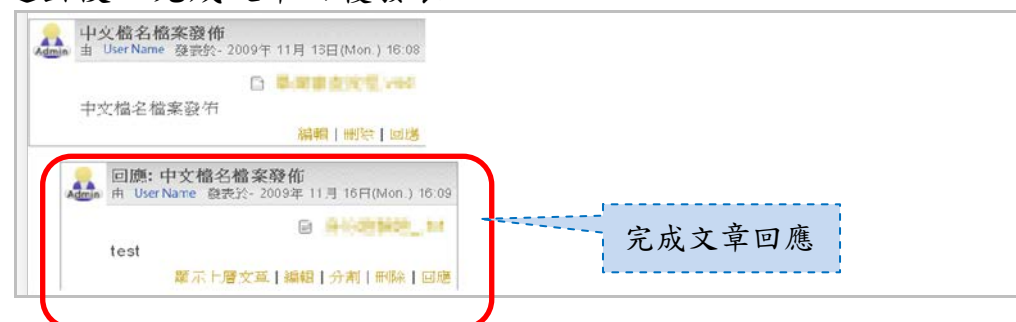 中文檔名檔案發佈
Admin 由 User Name 發表於- 2009年 11月 16日(Mon.) 16:08
中文檔名檔案發佈
編輯 | 刪除 | 回應
回應: 中文檔名檔案發佈
Admin 由 User Name 發表於- 2009年 11月 16日(Mon.) 16:09
test
顯示上層文章 | 編輯 | 分割 | 刪除 | 回應
完成文章回應